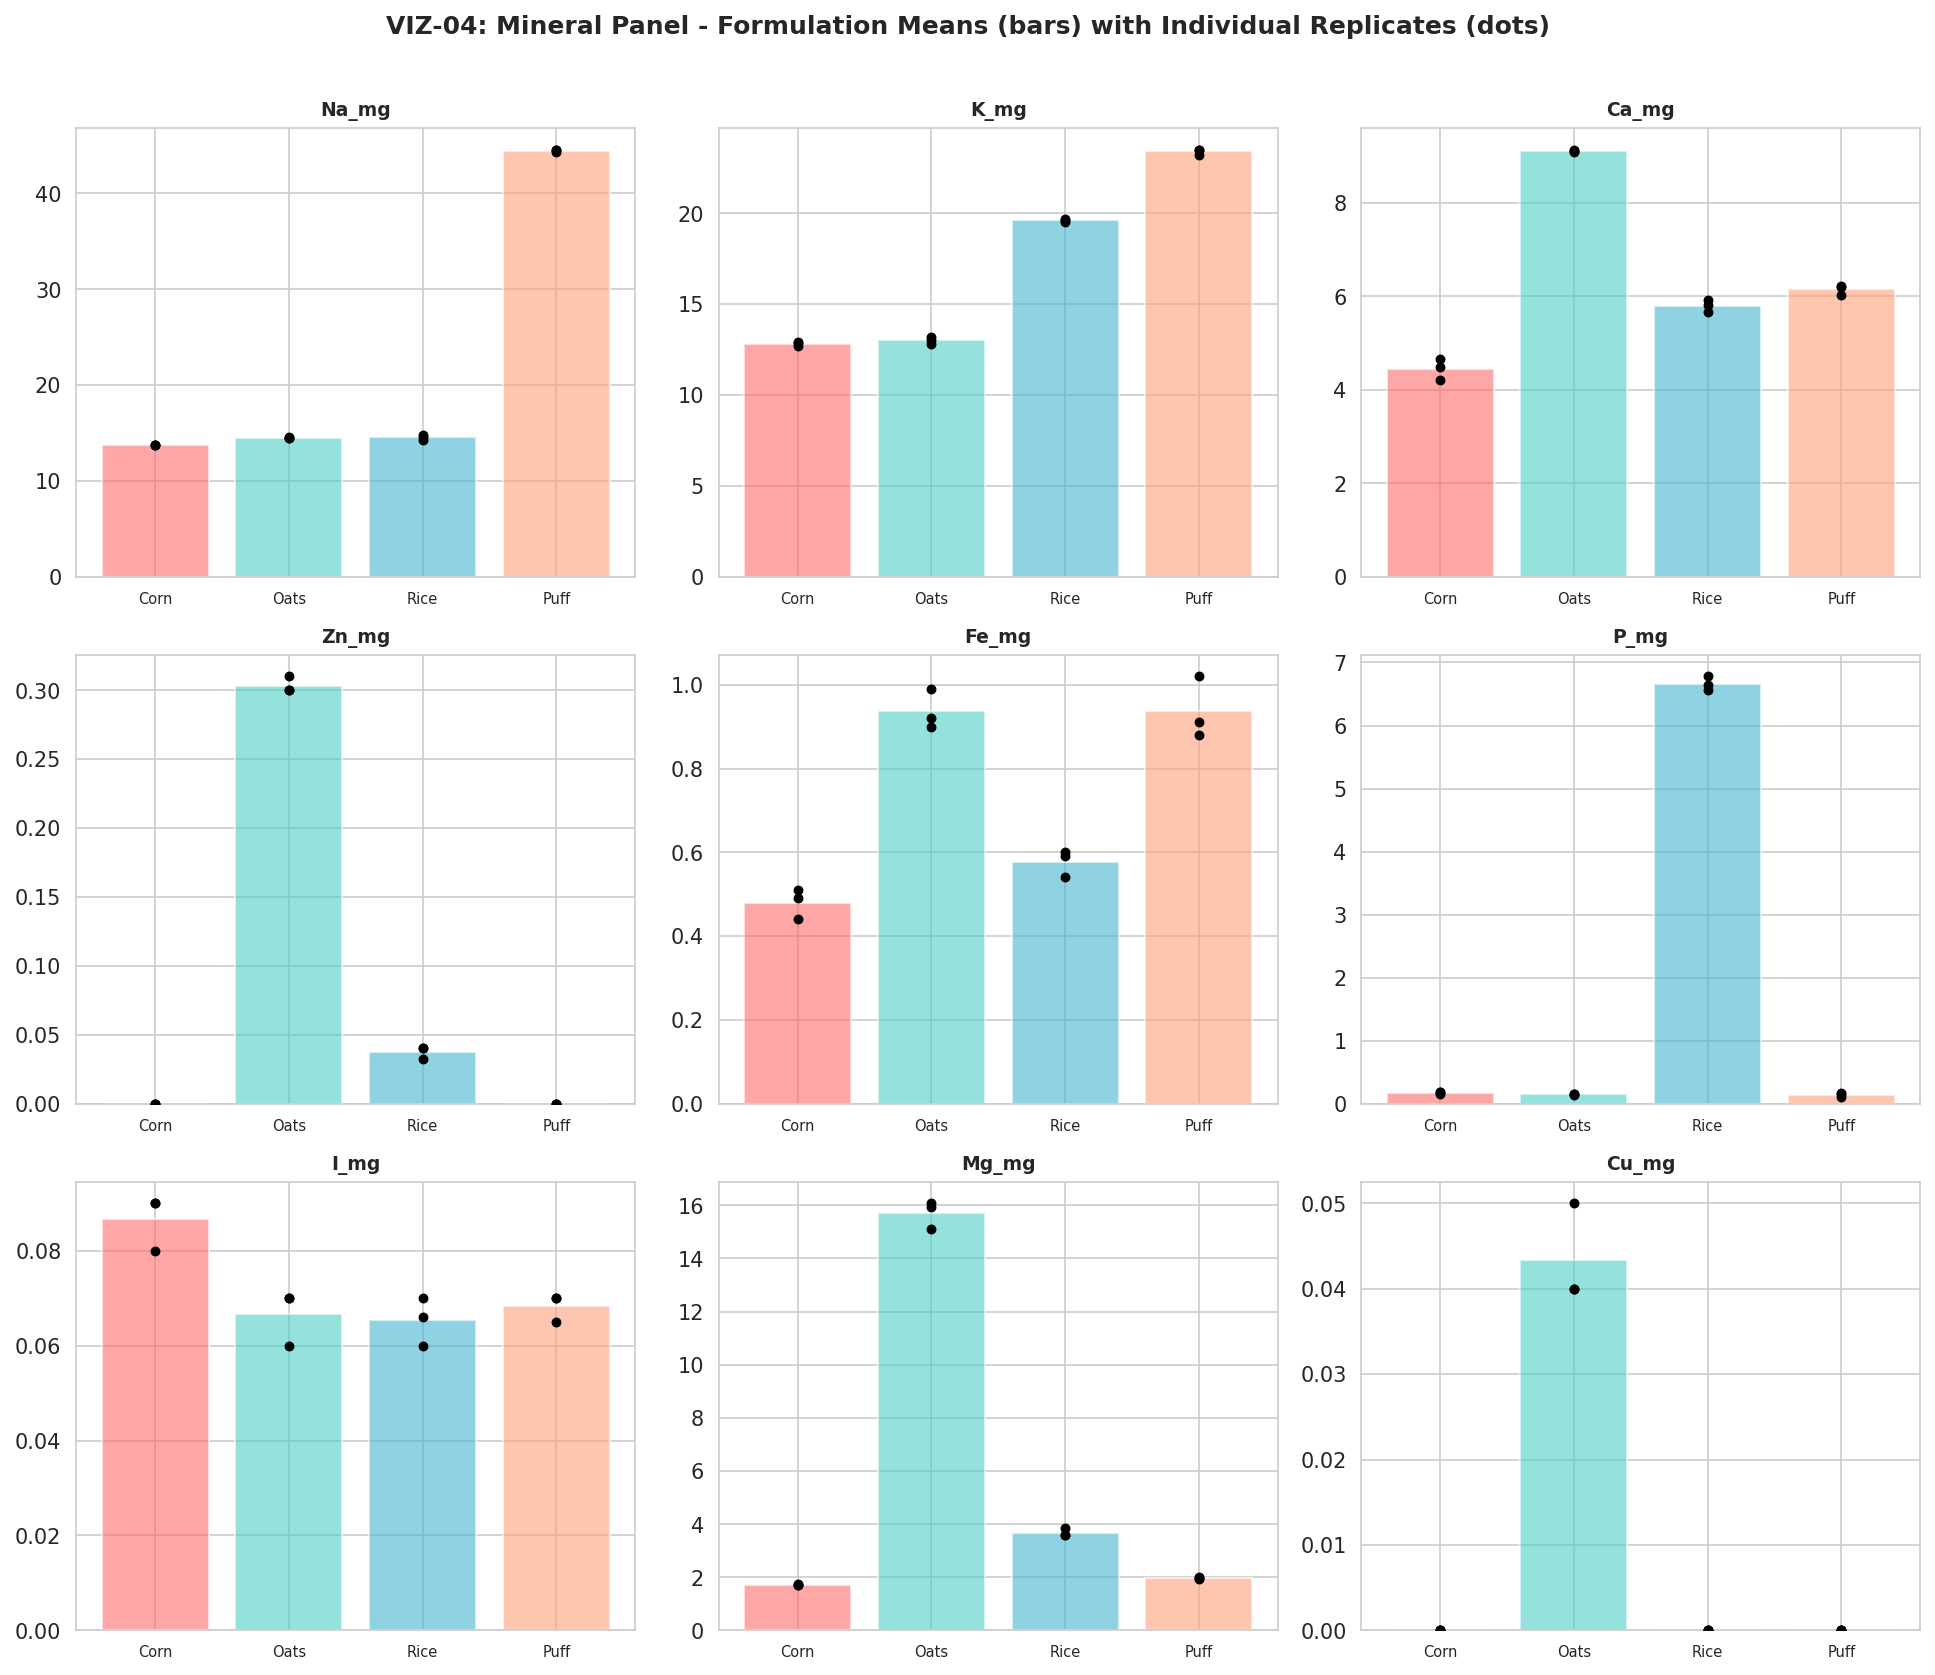 VIZ-04: Mineral Panel - Formulation Means (bars) with Individual Replicates (dots)
Na_mg
40
30
20
10
0
Corn Oats Rice Puff
K_mg
20
15
10
5
0
Corn Oats Rice Puff
Ca_mg
8
6
4
2
0
Corn Oats Rice Puff
Zn_mg
0.30
0.25
0.20
0.15
0.10
0.05
0.00
Corn Oats Rice Puff
Fe_mg
1.0
0.8
0.6
0.4
0.2
0.0
Corn Oats Rice Puff
P_mg
7
6
5
4
3
2
1
0
Corn Oats Rice Puff
I_mg
0.08
0.06
0.04
0.02
0.00
Corn Oats Rice Puff
Mg_mg
16
14
12
10
8
6
4
2
0
Corn Oats Rice Puff
Cu_mg
0.05
0.04
0.03
0.02
0.01
0.00
Corn Oats Rice Puff